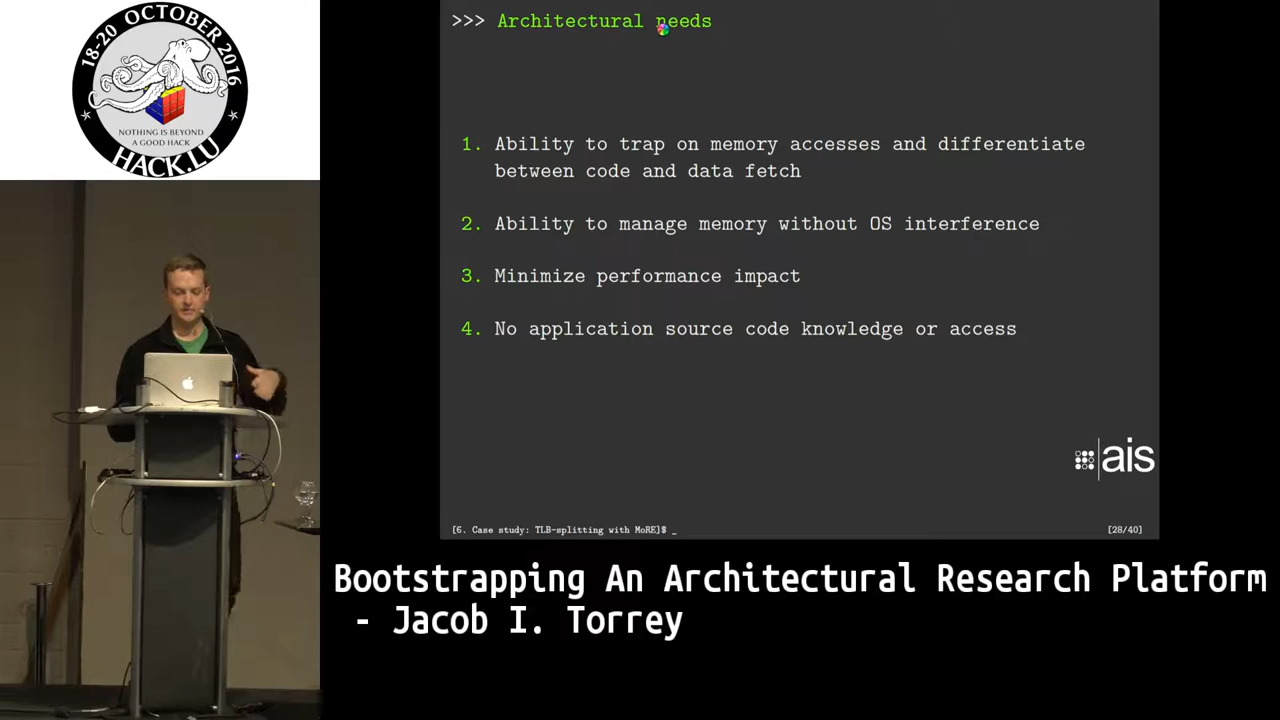 18-20 OCTOBER 2016
NOTHING IS BEYOND
A GOOD HACK
HACK.LU
>>> Architectural needs
1. Ability to trap on memory accesses and differentiate
between code and data fetch
2. Ability to manage memory without OS interference
3. Minimize performance impact
4. No application source code knowledge or access
ais
[6. Case study: TLB-splitting with MoRE]$ _
[28/40]
Bootstrapping An Architectural Research Platform
- Jacob I. Torrey